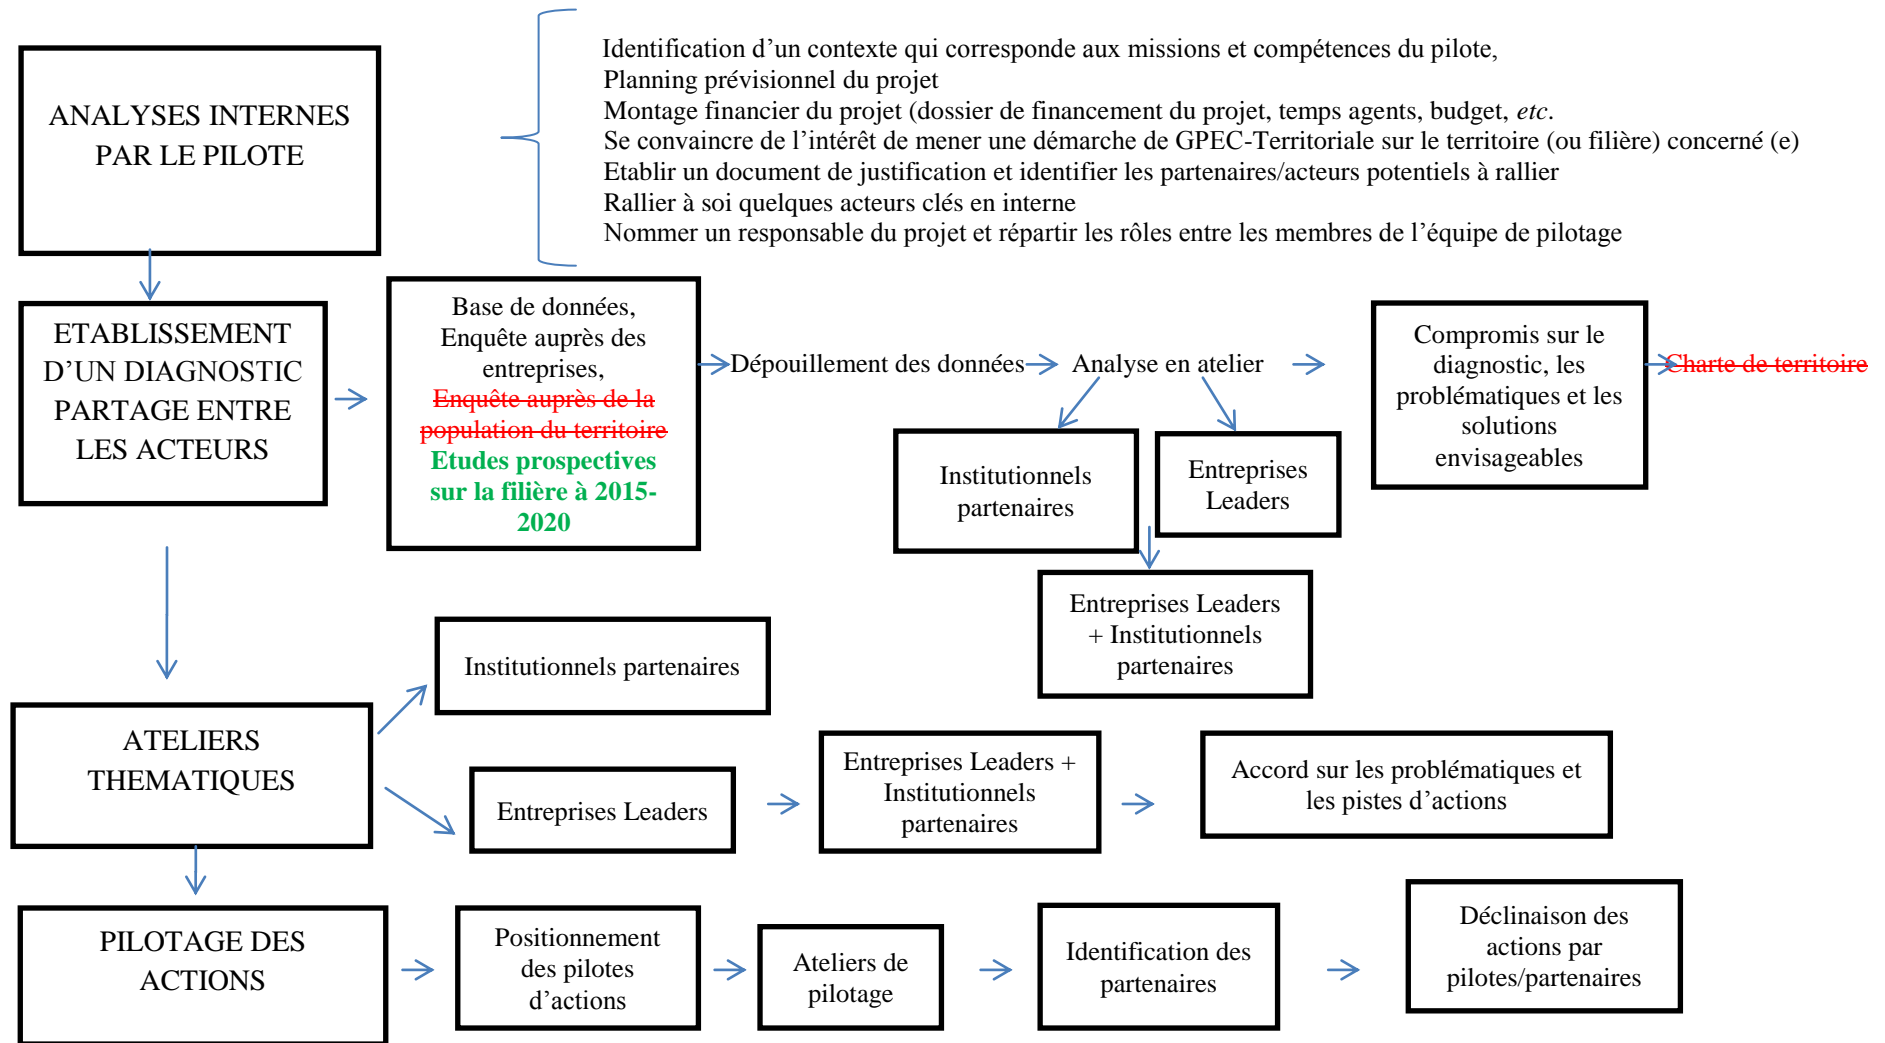 ANALYSES INTERNES
PAR LE PILOTE
Identification d’un contexte qui corresponde aux missions et compétences du pilote,
Planning prévisionnel du projet
Montage financier du projet (dossier de financement du projet, temps agents, budget, etc.
Se convaincre de l’intérêt de mener une démarche de GPEC-Territoriale sur le territoire (ou filière) concerné (e)
Etablir un document de justification et identifier les partenaires/acteurs potentiels à rallier
Rallier à soi quelques acteurs clés en interne
Nommer un responsable du projet et répartir les rôles entre les membres de l’équipe de pilotage
ETABLISSEMENT
D’UN DIAGNOSTIC
PARTAGE ENTRE
LES ACTEURS
Base de données,
Enquête auprès des
entreprises,
Enquête auprès de la
population du territoire
Etudes prospectives
sur la filière à 2015-
2020
Dépouillement des données
Analyse en atelier
Institutionnels
partenaires
Entreprises
Leaders
Entreprises Leaders
+ Institutionnels
partenaires
Compromis sur le
diagnostic, les
problématiques et les
solutions
envisageables
Charte de territoire
ATELIERS
THEMATIQUES
Institutionnels partenaires
Entreprises Leaders
Entreprises Leaders +
Institutionnels
partenaires
Accord sur les problématiques et
les pistes d’actions
PILOTAGE DES
ACTIONS
Positionnement
des pilotes
d’actions
Ateliers de
pilotage
Identification des
partenaires
Déclinaison des
actions par
pilotes/partenaires